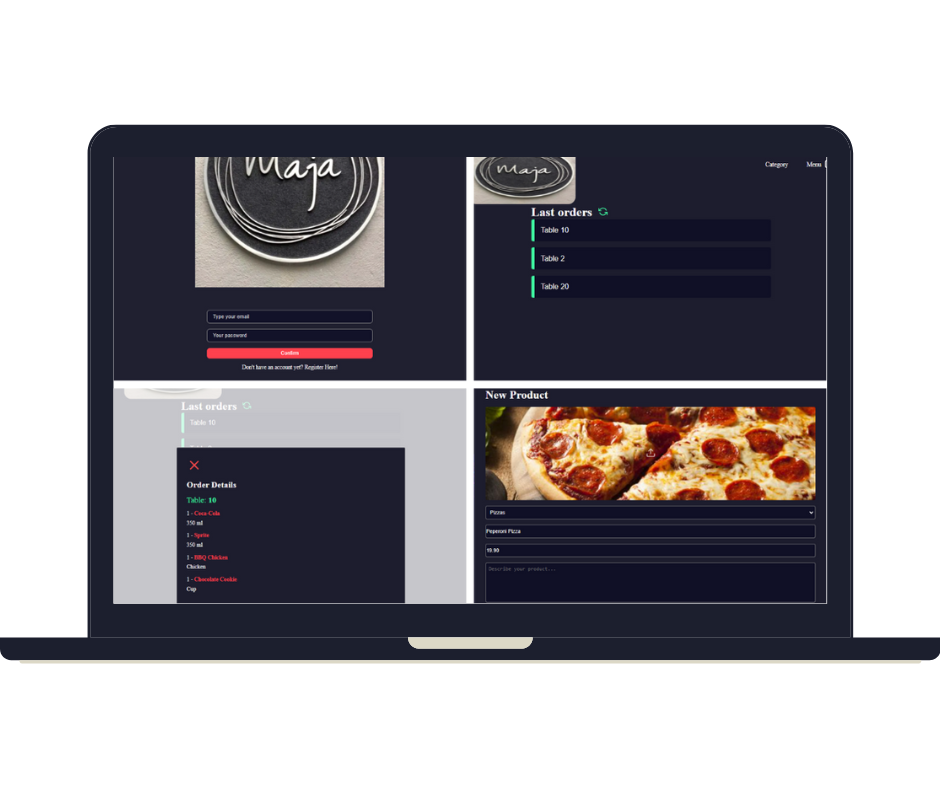 Maja
Type your email
Your password
Confirm
Don't have an account yet? Register Here!
Maja
Category
Menu
Last orders
Table 10
Table 2
Table 20
Last orders
Table 10
Order Details
Table: 10
1 - Coca-Cola
350 ml
1 - Sprite
350 ml
1 - BBQ Chicken
Chicken
1 - Chocolate Cookie
Cup
New Product
Pizzas
Peperoni Pizza
19,90
Describe your product...